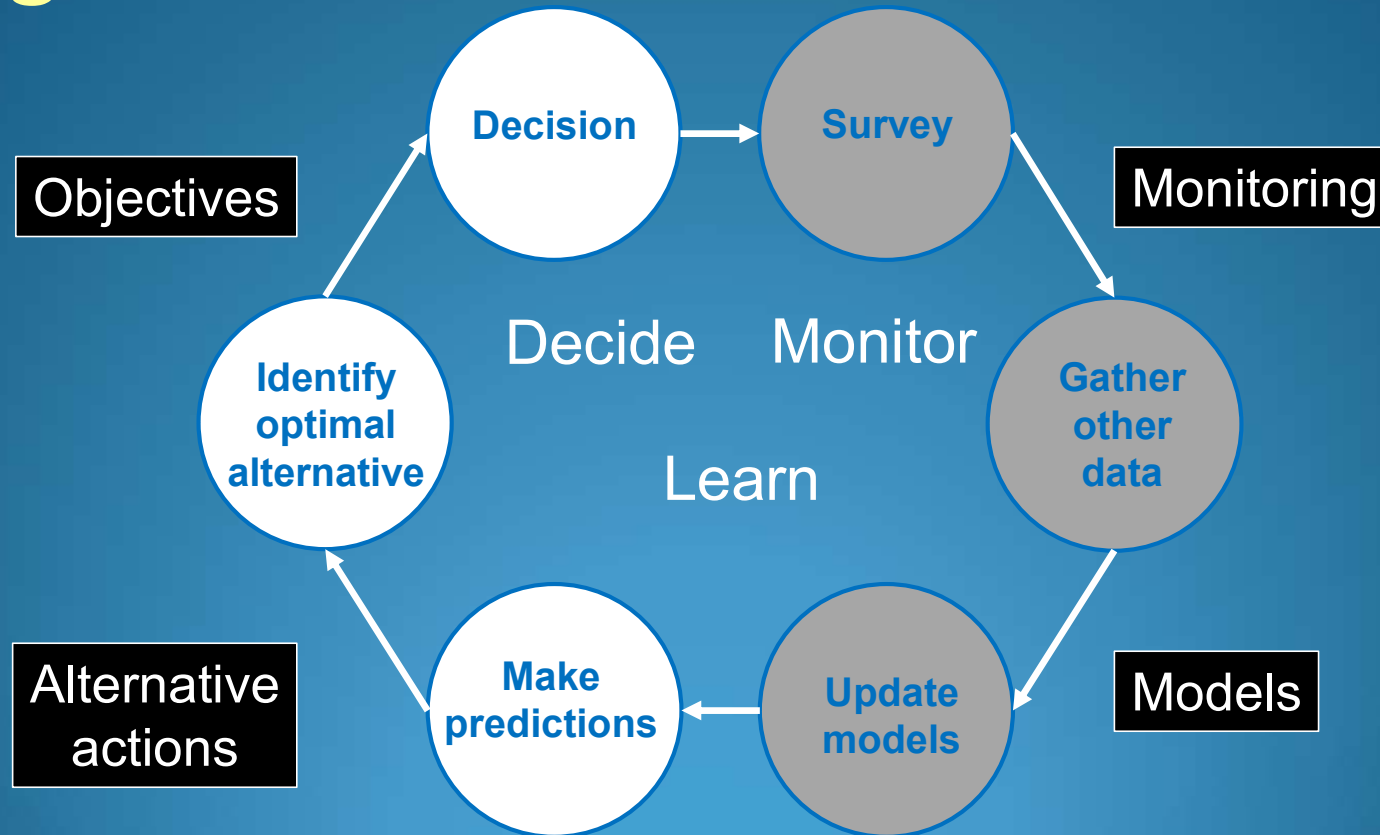 Decision
Survey
Objectives
Monitoring
Decide
Monitor
Identify
optimal
alternative
Gather
other
data
Learn
Make
predictions
Update
models
Alternative
actions
Models